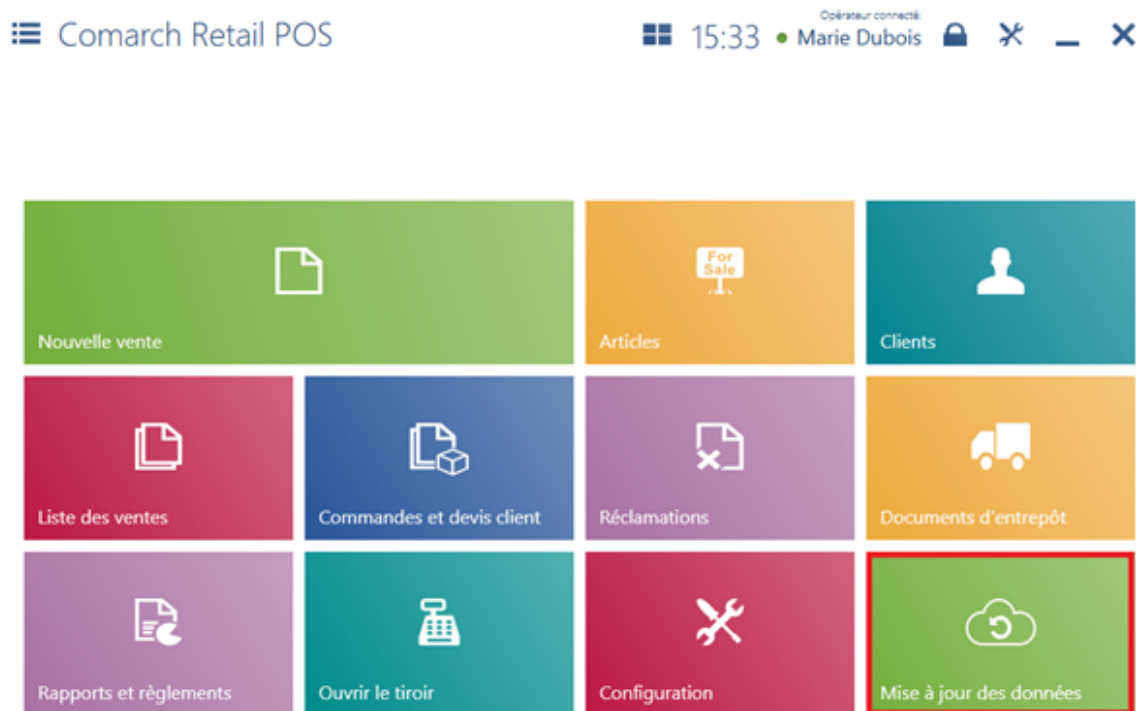 Comarch Retail POS
15:33
Opérateur connecté:
Marie Dubois
Nouvelle vente
For
Sale
Articles
Clients
Liste des ventes
Commandes et devis client
Réclamations
Documents d'entrepôt
Rapports et règlements
Ouvrir le tiroir
Configuration
Mise à jour des données